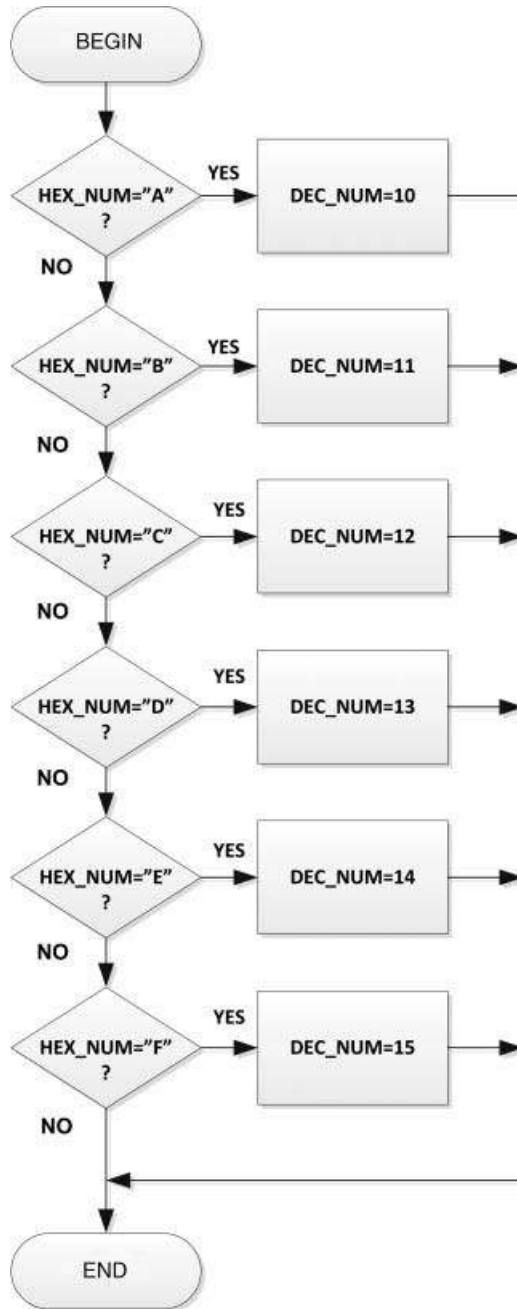 BEGIN
HEX_NUM=”A”
?
YES
DEC_NUM=10
NO
HEX_NUM=”B”
?
YES
DEC_NUM=11
NO
HEX_NUM=”C”
?
YES
DEC_NUM=12
NO
HEX_NUM=”D”
?
YES
DEC_NUM=13
NO
HEX_NUM=”E”
?
YES
DEC_NUM=14
NO
HEX_NUM=”F”
?
YES
DEC_NUM=15
NO
END